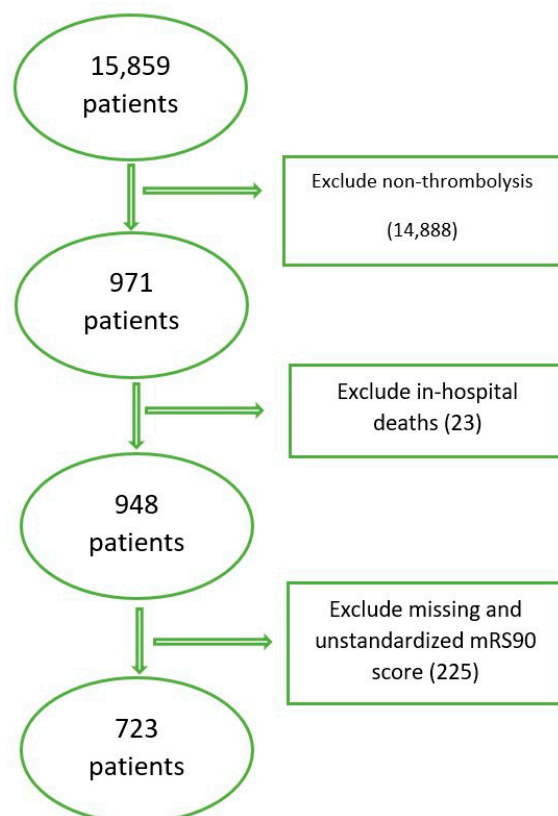 15,859
patients
Exclude non-thrombolysis
(14,888)
971
patients
Exclude in-hospital
deaths (23)
948
patients
Exclude missing and
unstandardized mRS90
score (225)
723
patients